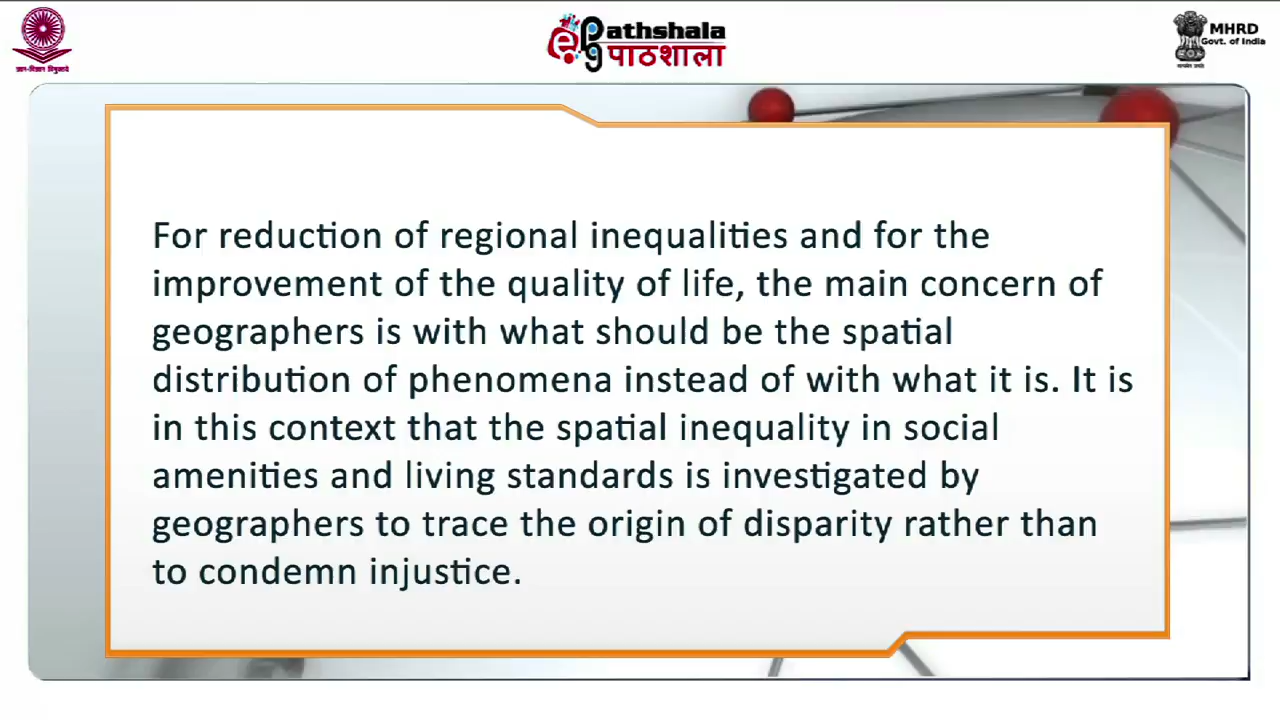 ePathshala
पाठशाला
MHRD
Govt. of India
For reduction of regional inequalities and for the
improvement of the quality of life, the main concern of
geographers is with what should be the spatial
distribution of phenomena instead of with what it is. It is
in this context that the spatial inequality in social
amenities and living standards is investigated by
geographers to trace the origin of disparity rather than
to condemn injustice.